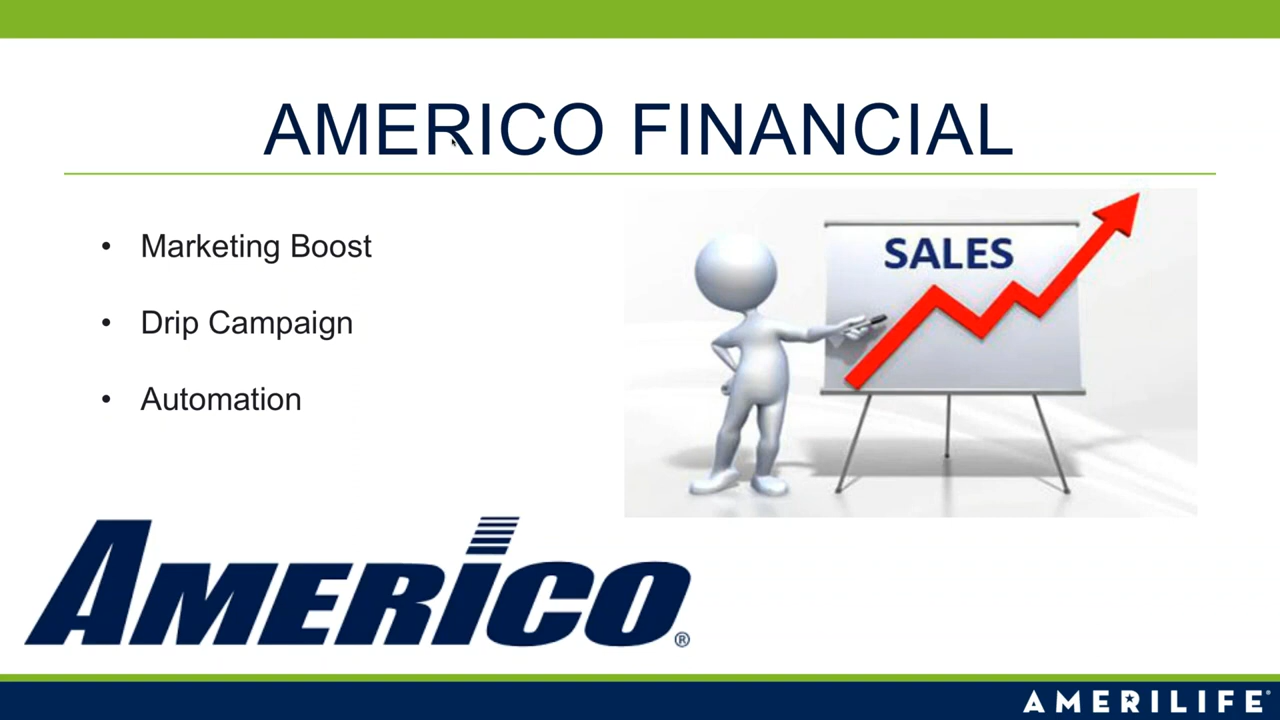 AMERICO FINANCIAL
• Marketing Boost
• Drip Campaign
• Automation
SALES
AMERICO®
AMERILIFE®